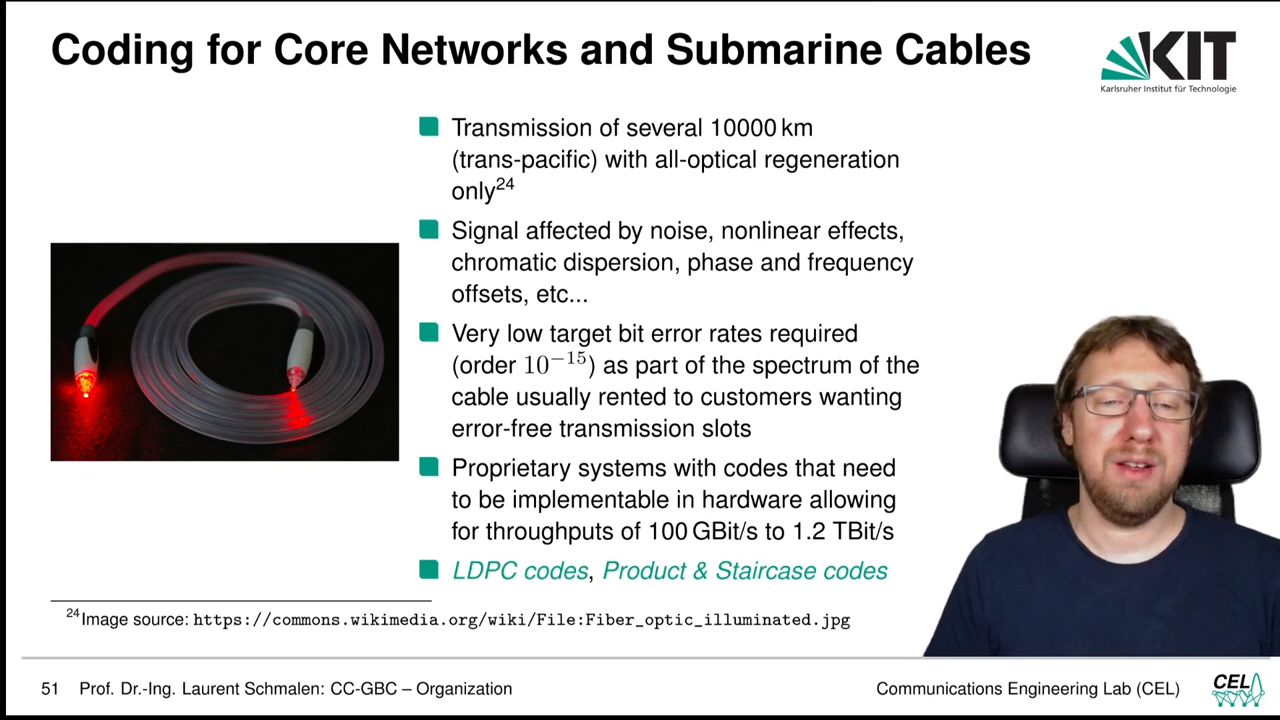 Coding for Core Networks and Submarine Cables
KIT
Karlsruher Institut für Technologie
Transmission of several 10000 km
(trans-pacific) with all-optical regeneration
only24
Signal affected by noise, nonlinear effects,
chromatic dispersion, phase and frequency
offsets, etc...
Very low target bit error rates required
(order 10−15) as part of the spectrum of the
cable usually rented to customers wanting
error-free transmission slots
Proprietary systems with codes that need
to be implementable in hardware allowing
for throughputs of 100 GBit/s to 1.2 TBit/s
LDPC codes, Product & Staircase codes
24Image source: https://commons.wikimedia.org/wiki/File:Fiber_optic_illuminated.jpg
51 Prof. Dr.-Ing. Laurent Schmalen: CC-GBC – Organization
Communications Engineering Lab (CEL)
CEL